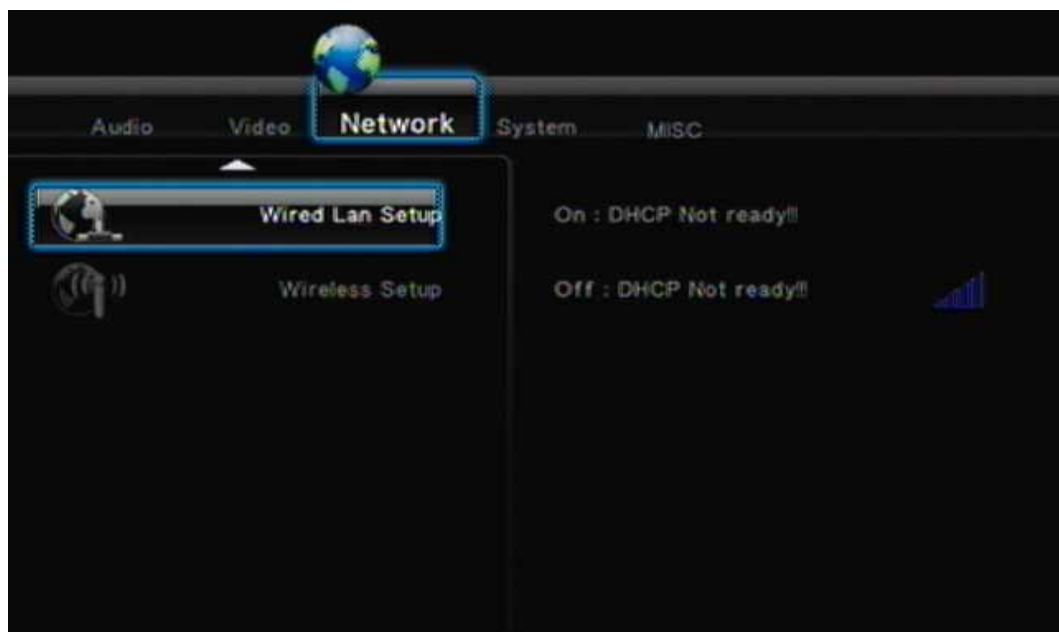 Audio Video Network System MISC
Wired Lan Setup On : DHCP Not ready!!!
Wireless Setup Off : DHCP Not ready!!!